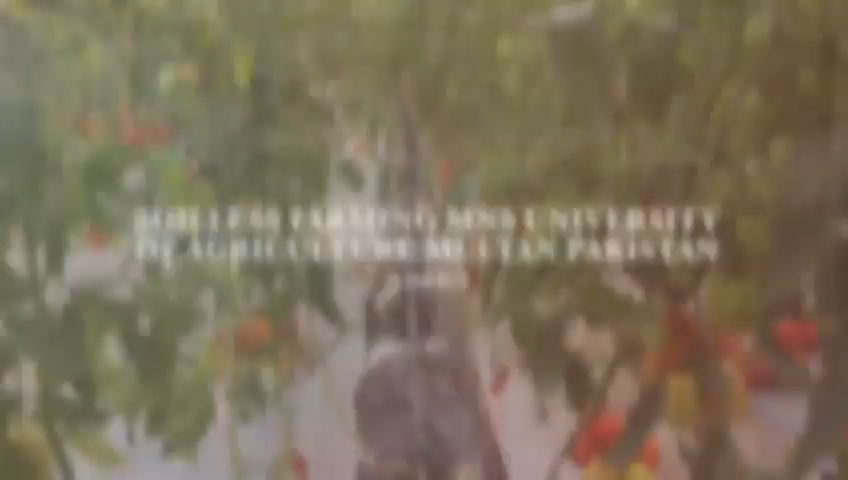 SOILLESS FARMING, MNS UNIVERSITY
OF AGRICULTURE MULTAN PAKISTAN